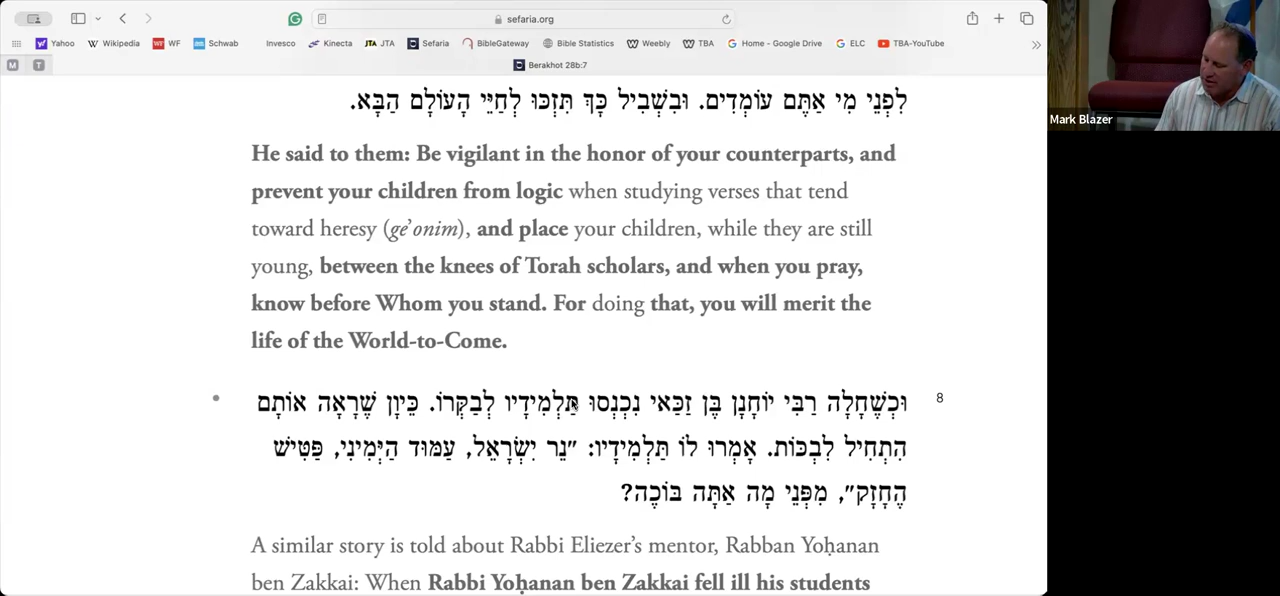 sefaria.org
Yahoo Wikipedia WF Schwab Invesco Kinecta JTA Sefaria BibleGateway Bible Statistics Weebly TBA Home - Google Drive ELC TBA-YouTube
M T Berakhot 28b:7
Mark Blazer
לִפְנֵי מִי אַתֶּם עוֹמְדִים. וּבִשְׁבִיל כָּךְ תִּזְכּוּ לְחַיֵּי הָעוֹלָם הַבָּא.
He said to them: Be vigilant in the honor of your counterparts, and
prevent your children from logic when studying verses that tend
toward heresy (ge’onim), and place your children, while they are still
young, between the knees of Torah scholars, and when you pray,
know before Whom you stand. For doing that, you will merit the
life of the World-to-Come.
8
וּכְשֶׁחָלָה רַבִּי יוֹחָנָן בֶּן זַכַּאי נִכְנְסוּ תַּלְמִידָיו לְבַקְּרוֹ. כֵּיוָן שֶׁרָאָה אוֹתָם
הִתְחִיל לִבְכּוֹת. אָמְרוּ לוֹ תַּלְמִידָיו: ״נֵר יִשְׂרָאֵל, עַמּוּד הַיְּמִינִי, פַּטִּישׁ
הֶחָזָק״, מִפְּנֵי מָה אַתָּה בּוֹכֶה?
A similar story is told about Rabbi Eliezer’s mentor, Rabban Yoḥanan
ben Zakkai: When Rabbi Yoḥanan ben Zakkai fell ill his students